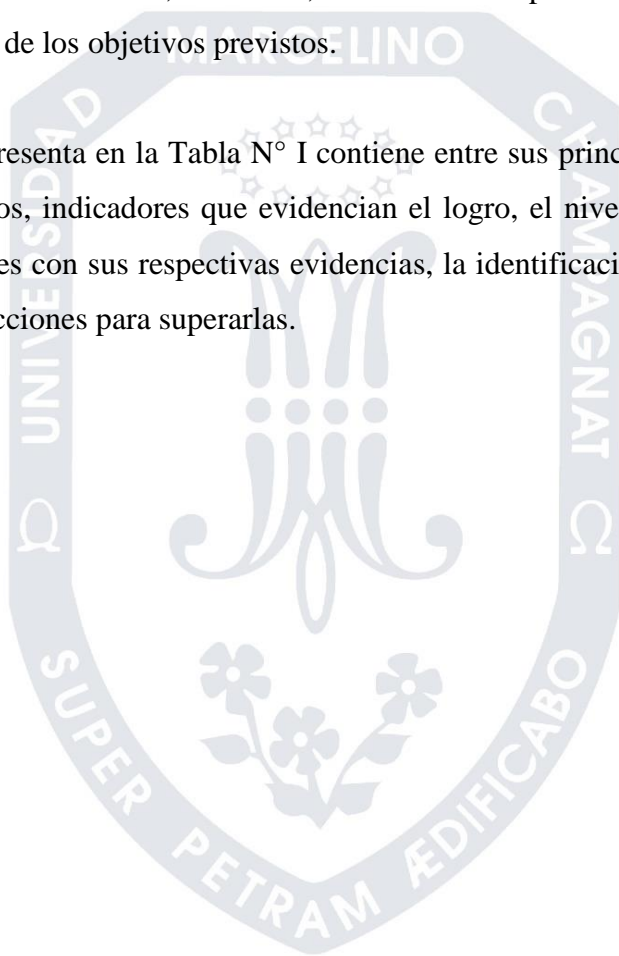 de los objetivos previstos.
resenta en la Tabla N° I contiene entre sus princ
os, indicadores que evidencian el logro, el nive
es con sus respectivas evidencias, la identificaci
cciones para superarlas.
UNIVERSIDAD MARCELINO CHAMPAGNAT
SUPER PETRAM ÆDIFICABO